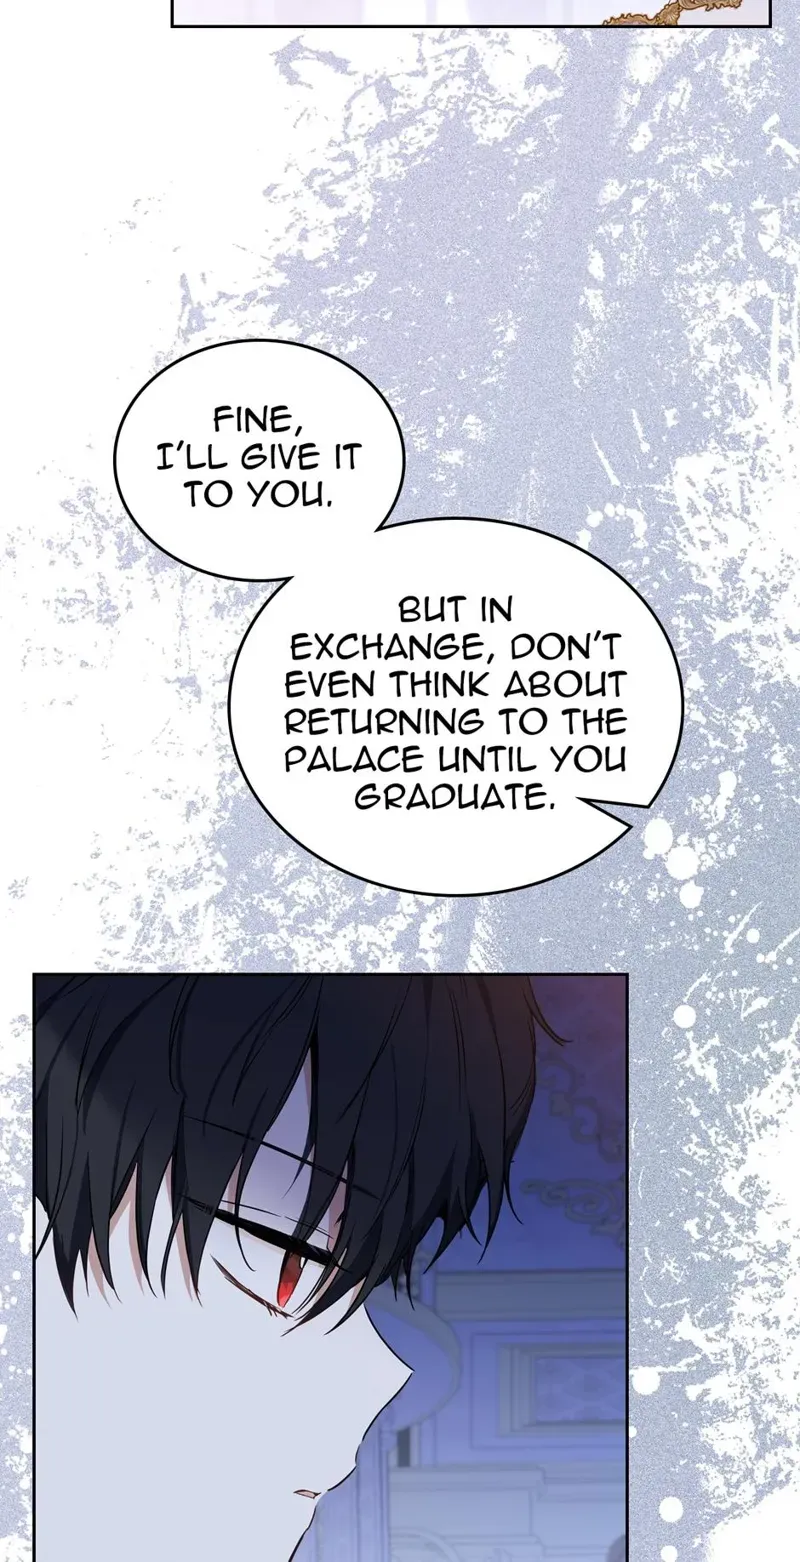 FINE,
I'LL GIVE IT
TO YOU.
BUT IN
EXCHANGE, DON'T
EVEN THINK ABOUT
RETURNING TO THE
PALACE UNTIL YOU
GRADUATE.